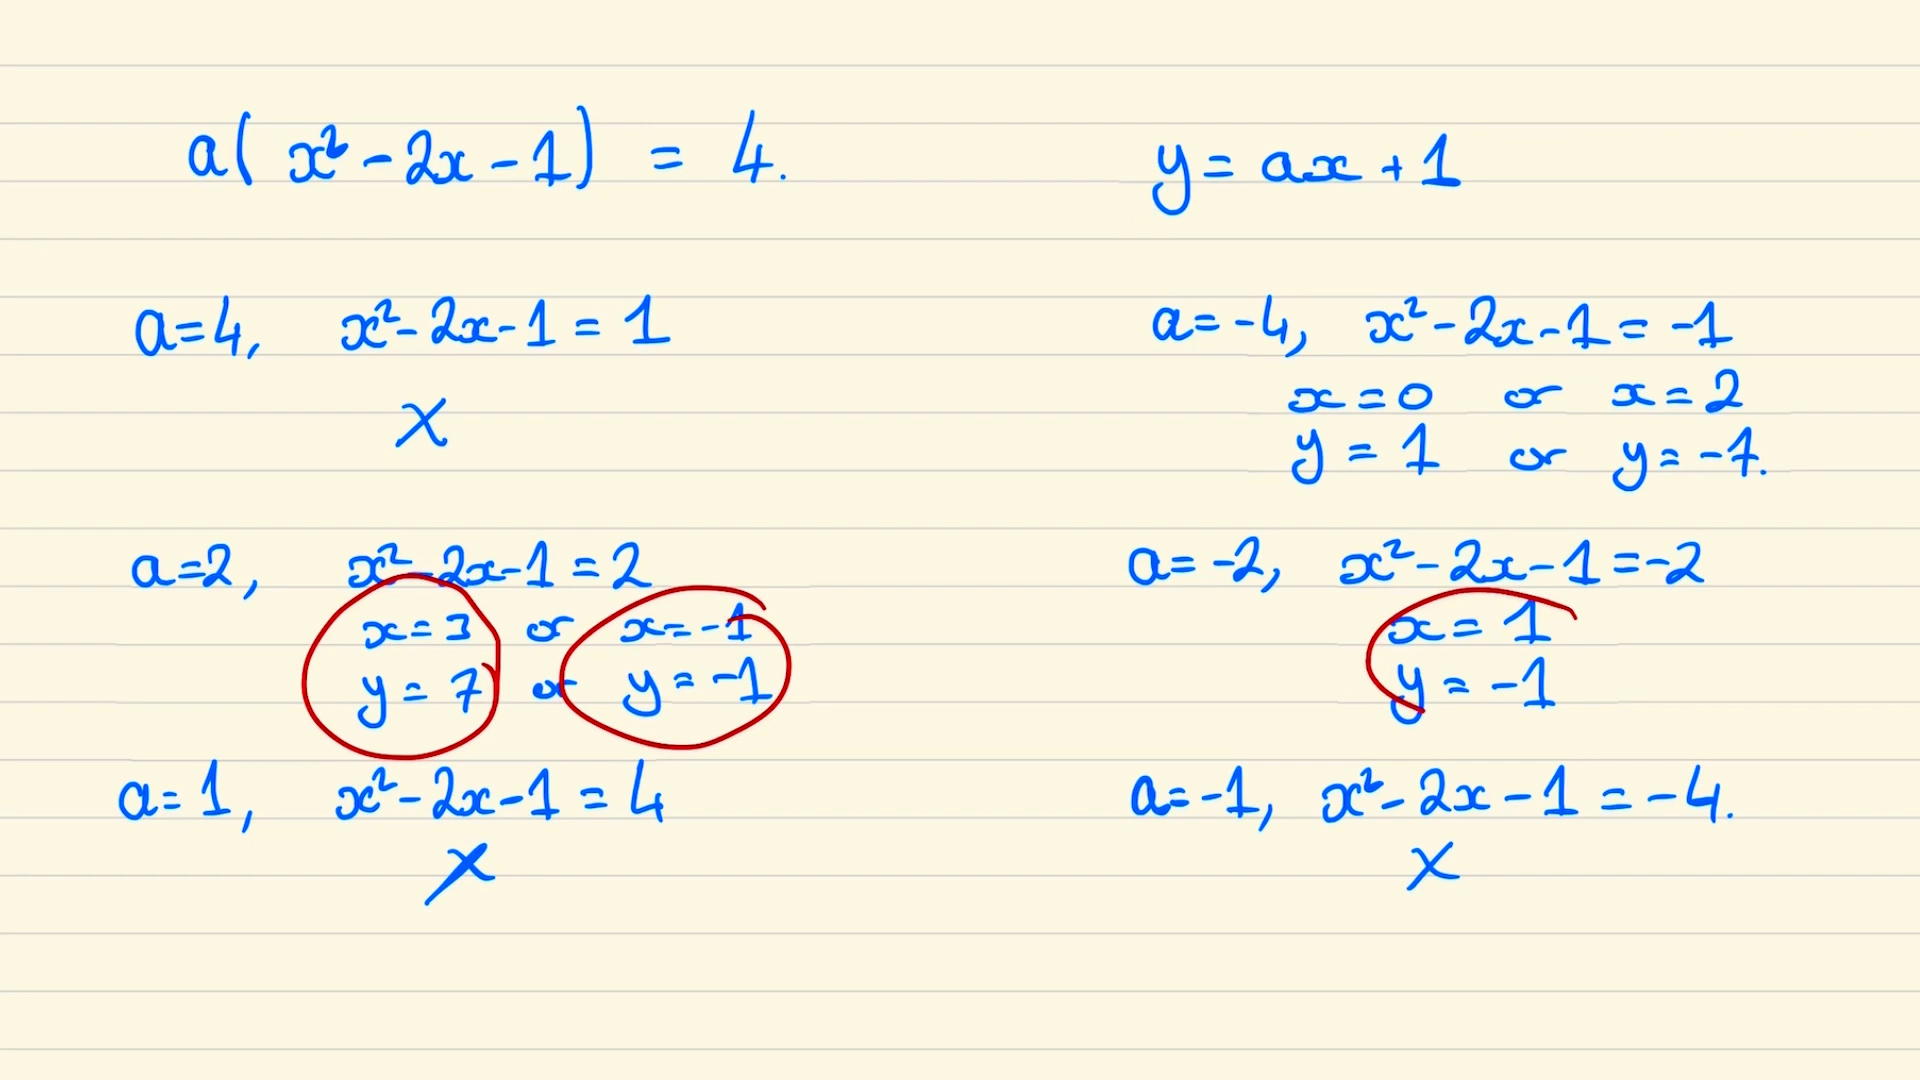 a(x² - 2x - 1) = 4.
y = ax + 1
a=4, x² - 2x - 1 = 1
X
a=-4, x² - 2x - 1 = -1
x = 0 or x = 2
y = 1 or y = -7.
a=2, x² - 2x - 1 = 2
x = 3 or x = -1
y = 7 or y = -1
a=-2, x² - 2x - 1 = -2
x = 1
y = -1
a=1, x² - 2x - 1 = 4
X
a=-1, x² - 2x - 1 = -4.
X